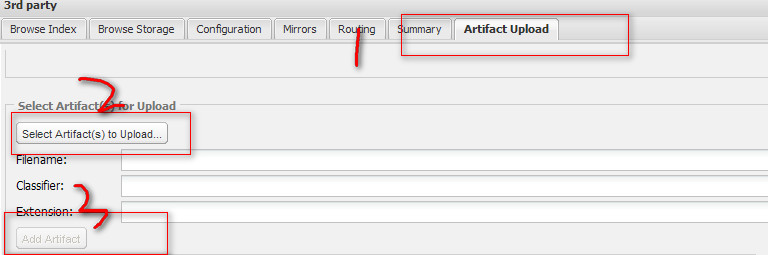 3rd party
Browse Index Browse Storage Configuration Mirrors Routing Summary Artifact Upload
1
2
Select Artifact(s) for Upload
Select Artifact(s) to Upload...
Filename:
Classifier:
3
Extension:
Add Artifact